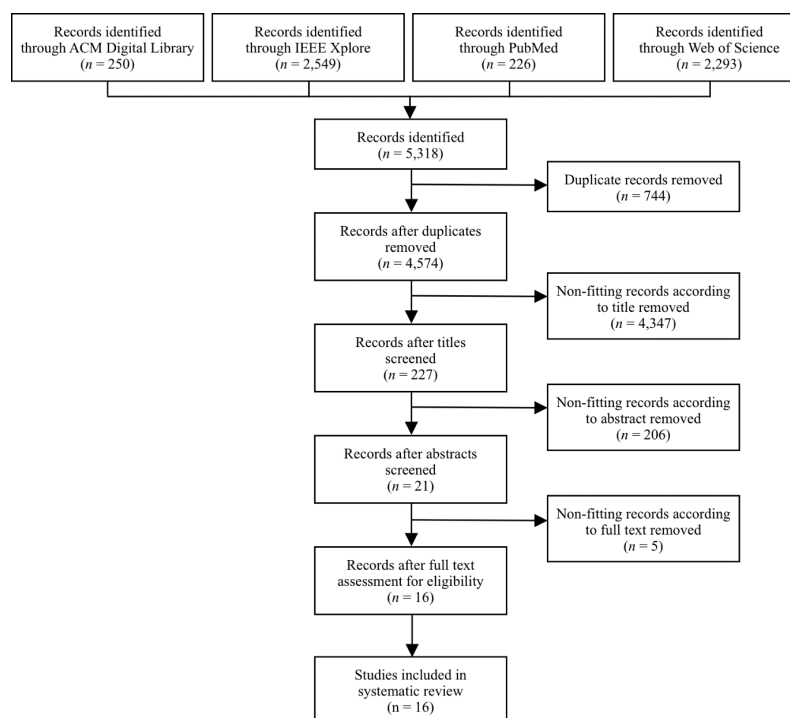 Records identified
through ACM Digital Library
(n = 250)
Records identified
through IEEE Xplore
(n = 2,549)
Records identified
through PubMed
(n = 226)
Records identified
through Web of Science
(n = 2,293)
Records identified
(n = 5,318)
Duplicate records removed
(n = 744)
Records after duplicates
removed
(n = 4,574)
Non-fitting records according
to title removed
(n = 4,347)
Records after titles
screened
(n = 227)
Non-fitting records according
to abstract removed
(n = 206)
Records after abstracts
screened
(n = 21)
Non-fitting records according
to full text removed
(n = 5)
Records after full text
assessment for eligibility
(n = 16)
Studies included in
systematic review
(n = 16)